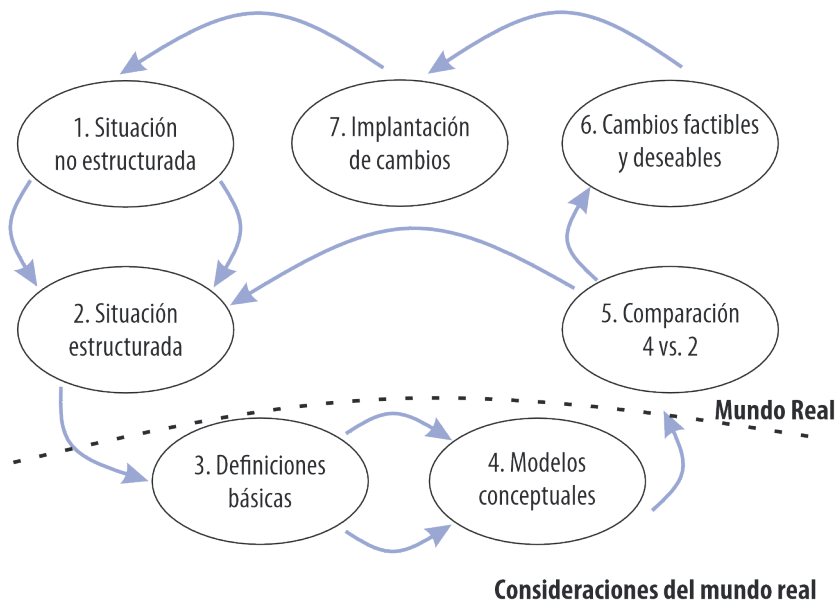 1. Situación
no estructurada
7. Implantación
de cambios
6. Cambios factibles
y deseables
2. Situación
estructurada
5. Comparación
4 vs. 2
Mundo Real
3. Definiciones
básicas
4. Modelos
conceptuales
Consideraciones del mundo real